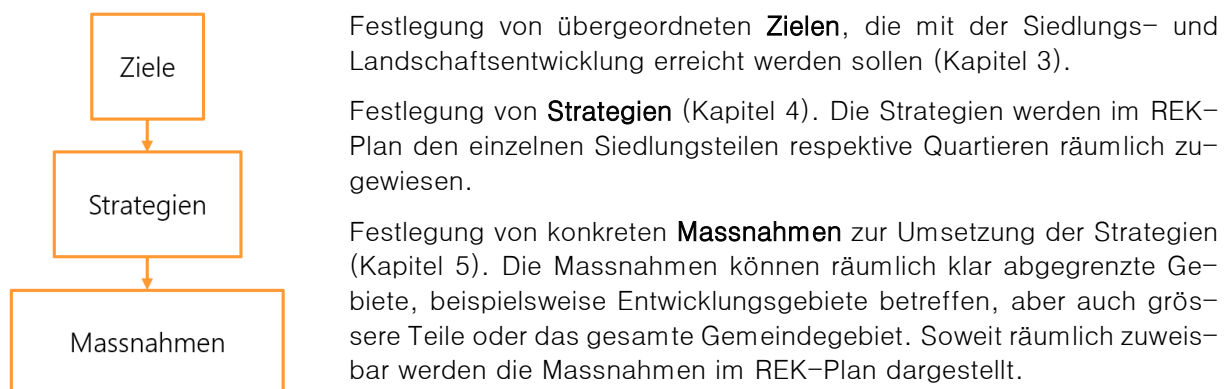 Ziele
Strategien
Massnahmen
Festlegung von übergeordneten Zielen, die mit der Siedlungs- und
Landschaftsentwicklung erreicht werden sollen (Kapitel 3).
Festlegung von Strategien (Kapitel 4). Die Strategien werden im REK-
Plan den einzelnen Siedlungsteilen respektive Quartieren räumlich zu-
gewiesen.
Festlegung von konkreten Massnahmen zur Umsetzung der Strategien
(Kapitel 5). Die Massnahmen können räumlich klar abgegrenzte Ge-
biete, beispielsweise Entwicklungsgebiete betreffen, aber auch grös-
sere Teile oder das gesamte Gemeindegebiet. Soweit räumlich zuweis-
bar werden die Massnahmen im REK-Plan dargestellt.